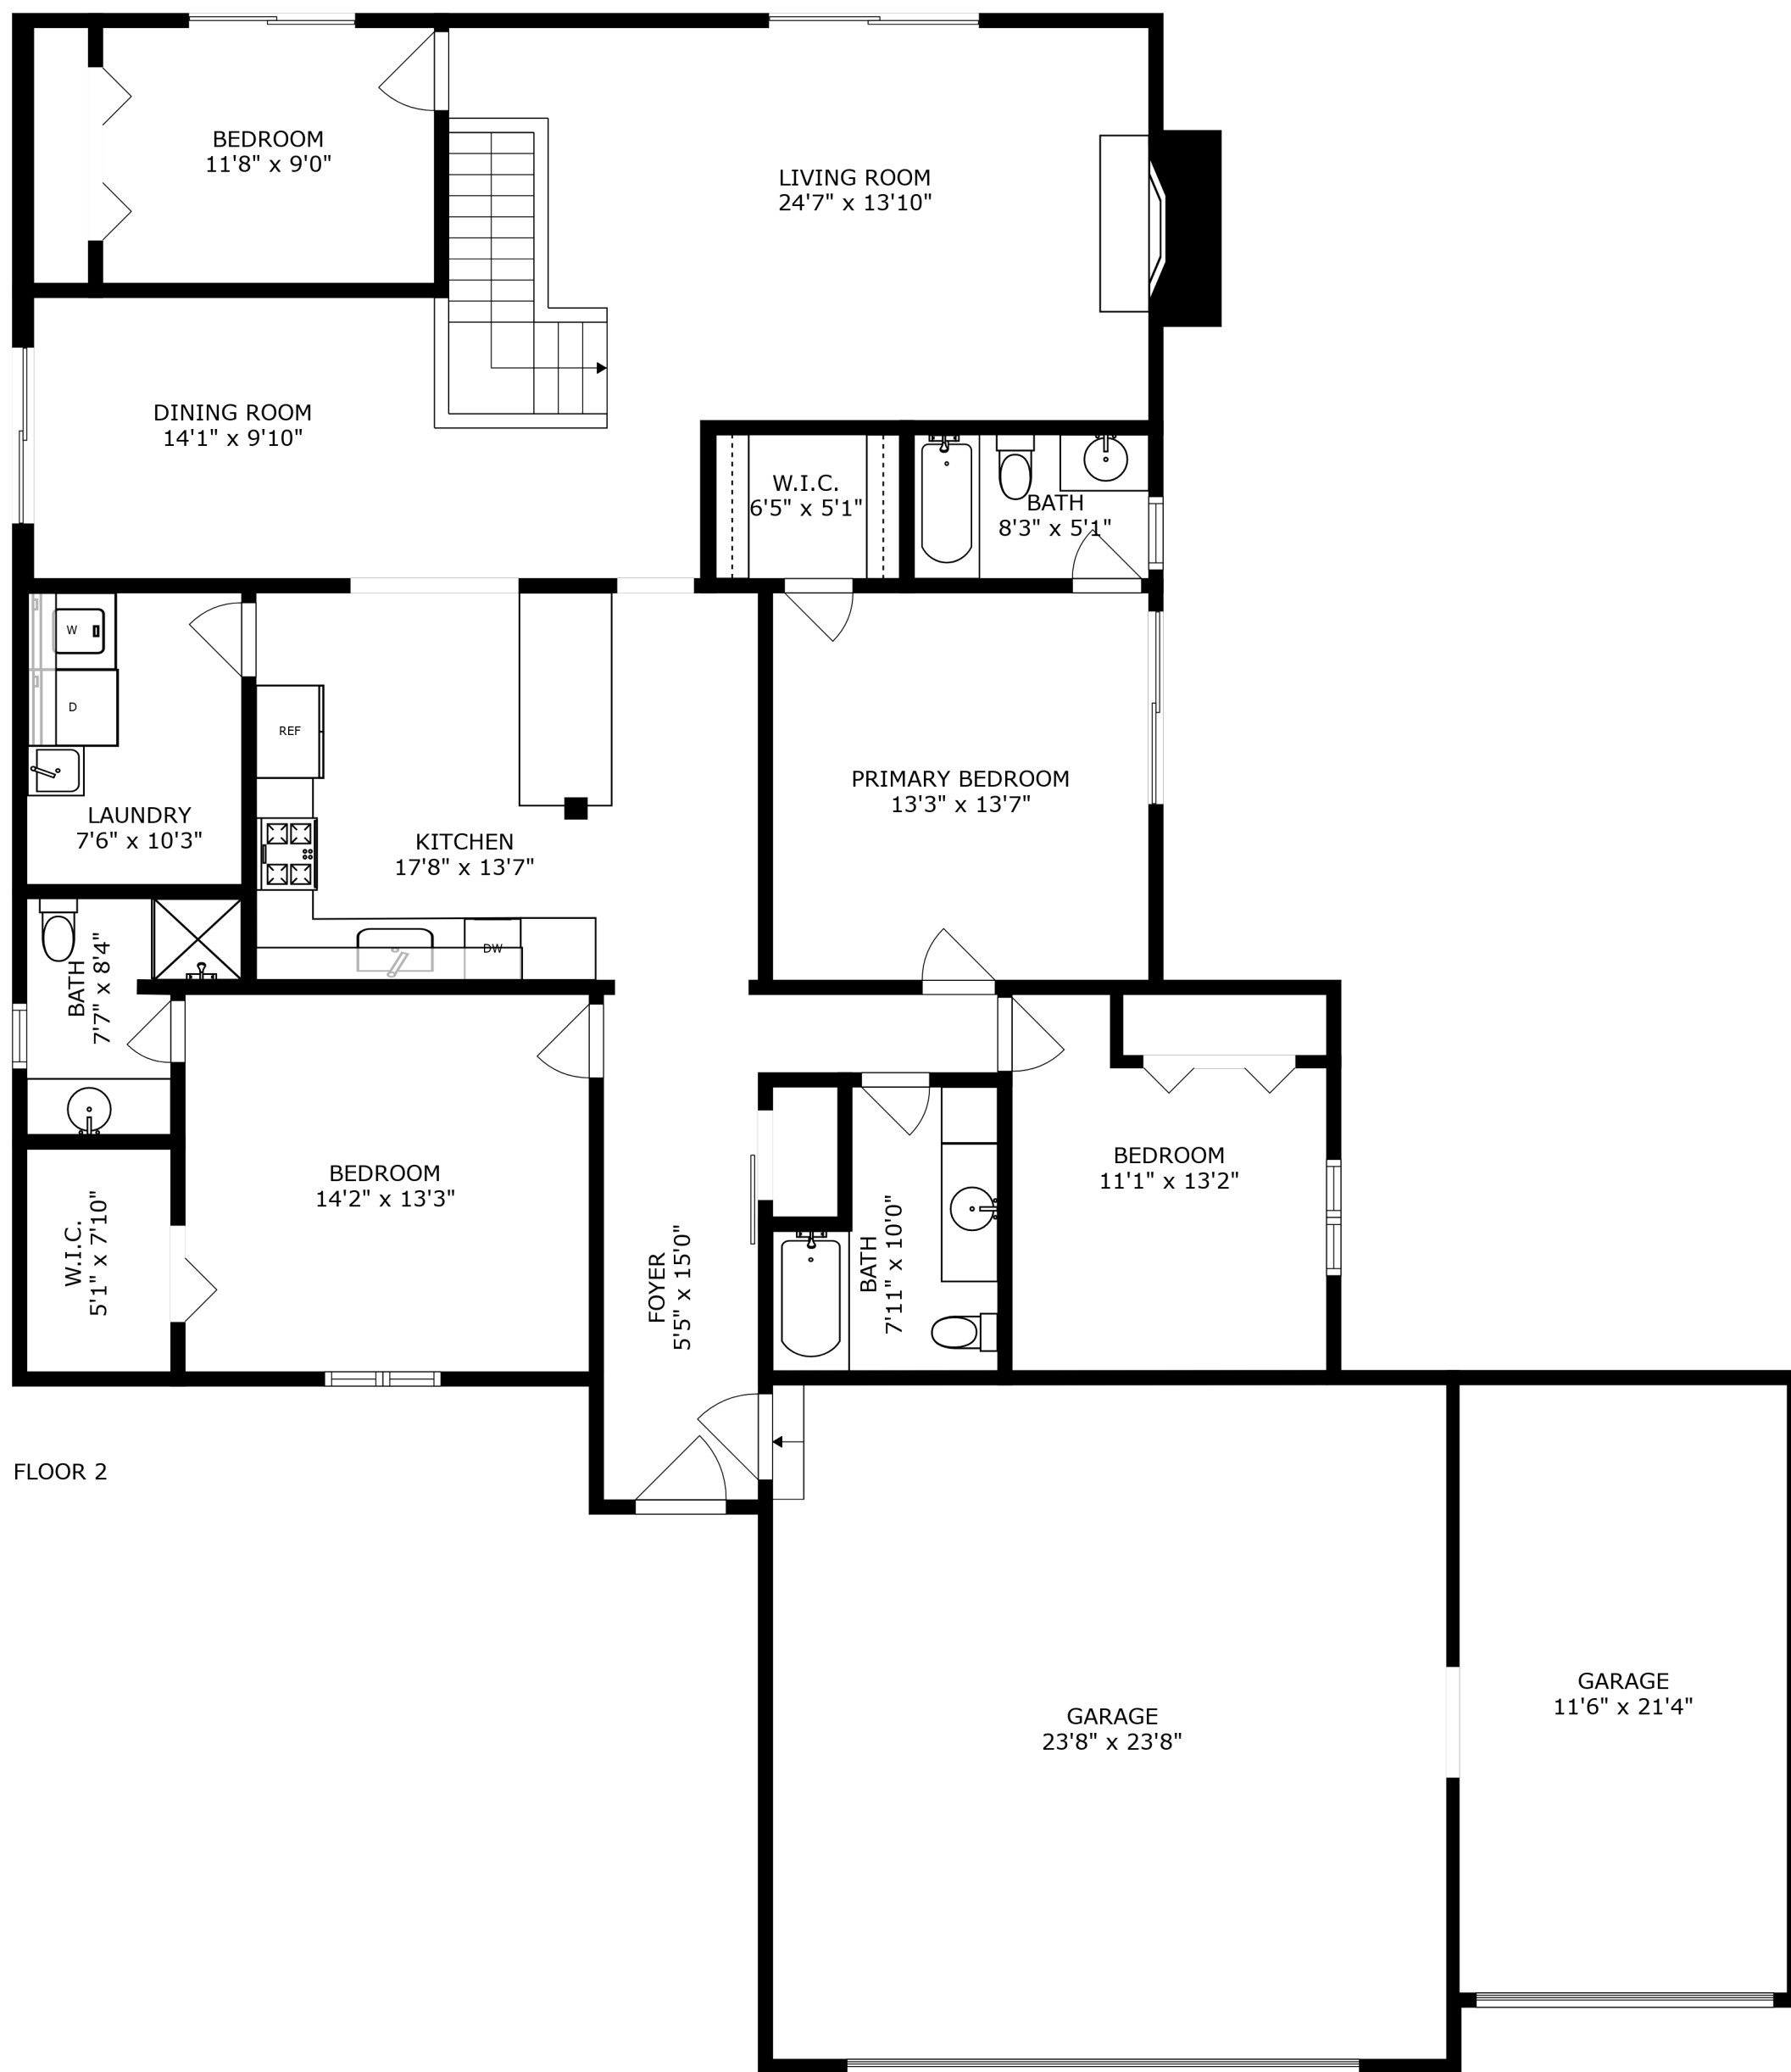 BEDROOM
11'8" x 9'0"
LIVING ROOM
24'7" x 13'10"
DINING ROOM
14'1" x 9'10"
W.I.C.
6'5" x 5'1"
BATH
8'3" x 5'1"
W
D
REF
LAUNDRY
7'6" x 10'3"
KITCHEN
17'8" x 13'7"
PRIMARY BEDROOM
13'3" x 13'7"
DW
BATH
7'7" x 8'4"
BEDROOM
14'2" x 13'3"
W.I.C.
5'1" x 7'10"
FOYER
5'5" x 15'0"
BATH
7'11" x 10'0"
BEDROOM
11'1" x 13'2"
FLOOR 2
GARAGE
23'8" x 23'8"
GARAGE
11'6" x 21'4"